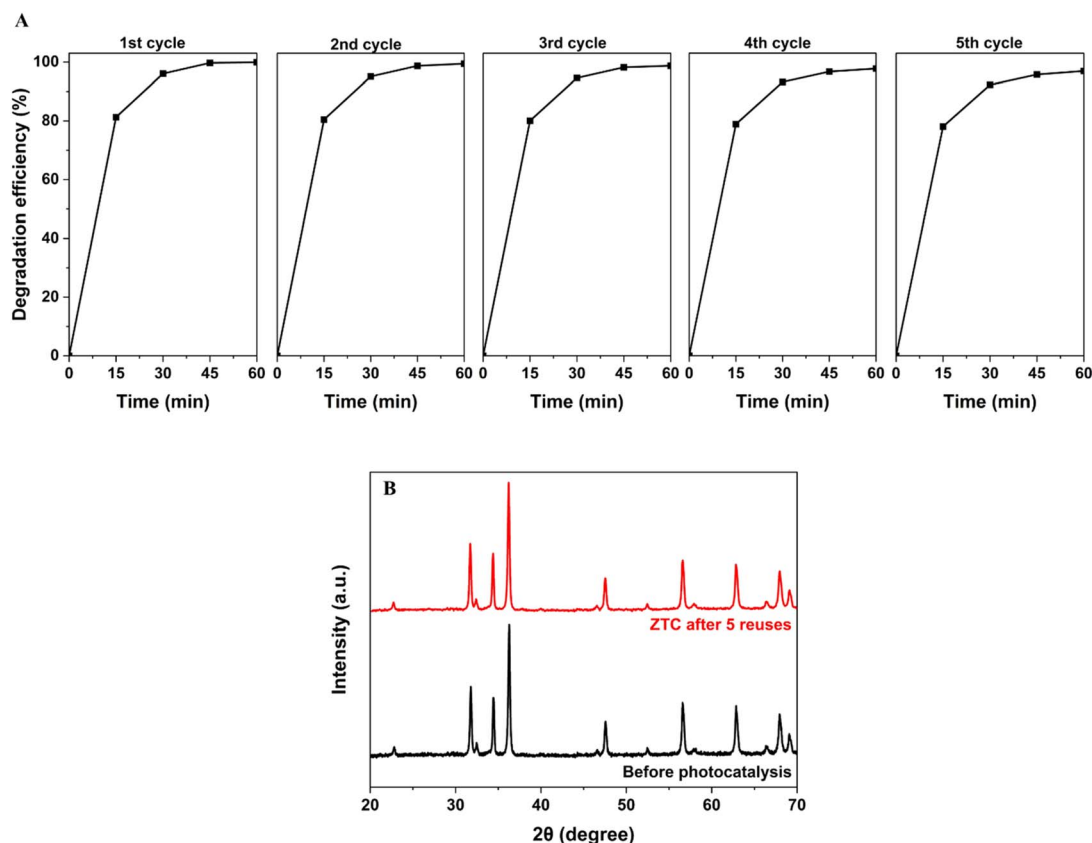 A
1st cycle
2nd cycle
3rd cycle
4th cycle
5th cycle
Degradation efficiency (%)
100
80
60
40
20
0
0 15 30 45 60
0 15 30 45 60
0 15 30 45 60
0 15 30 45 60
0 15 30 45 60
Time (min)
Time (min)
Time (min)
Time (min)
Time (min)
B
Intensity (a.u.)
ZTC after 5 reuses
Before photocatalysis
20 30 40 50 60 70
2θ (degree)